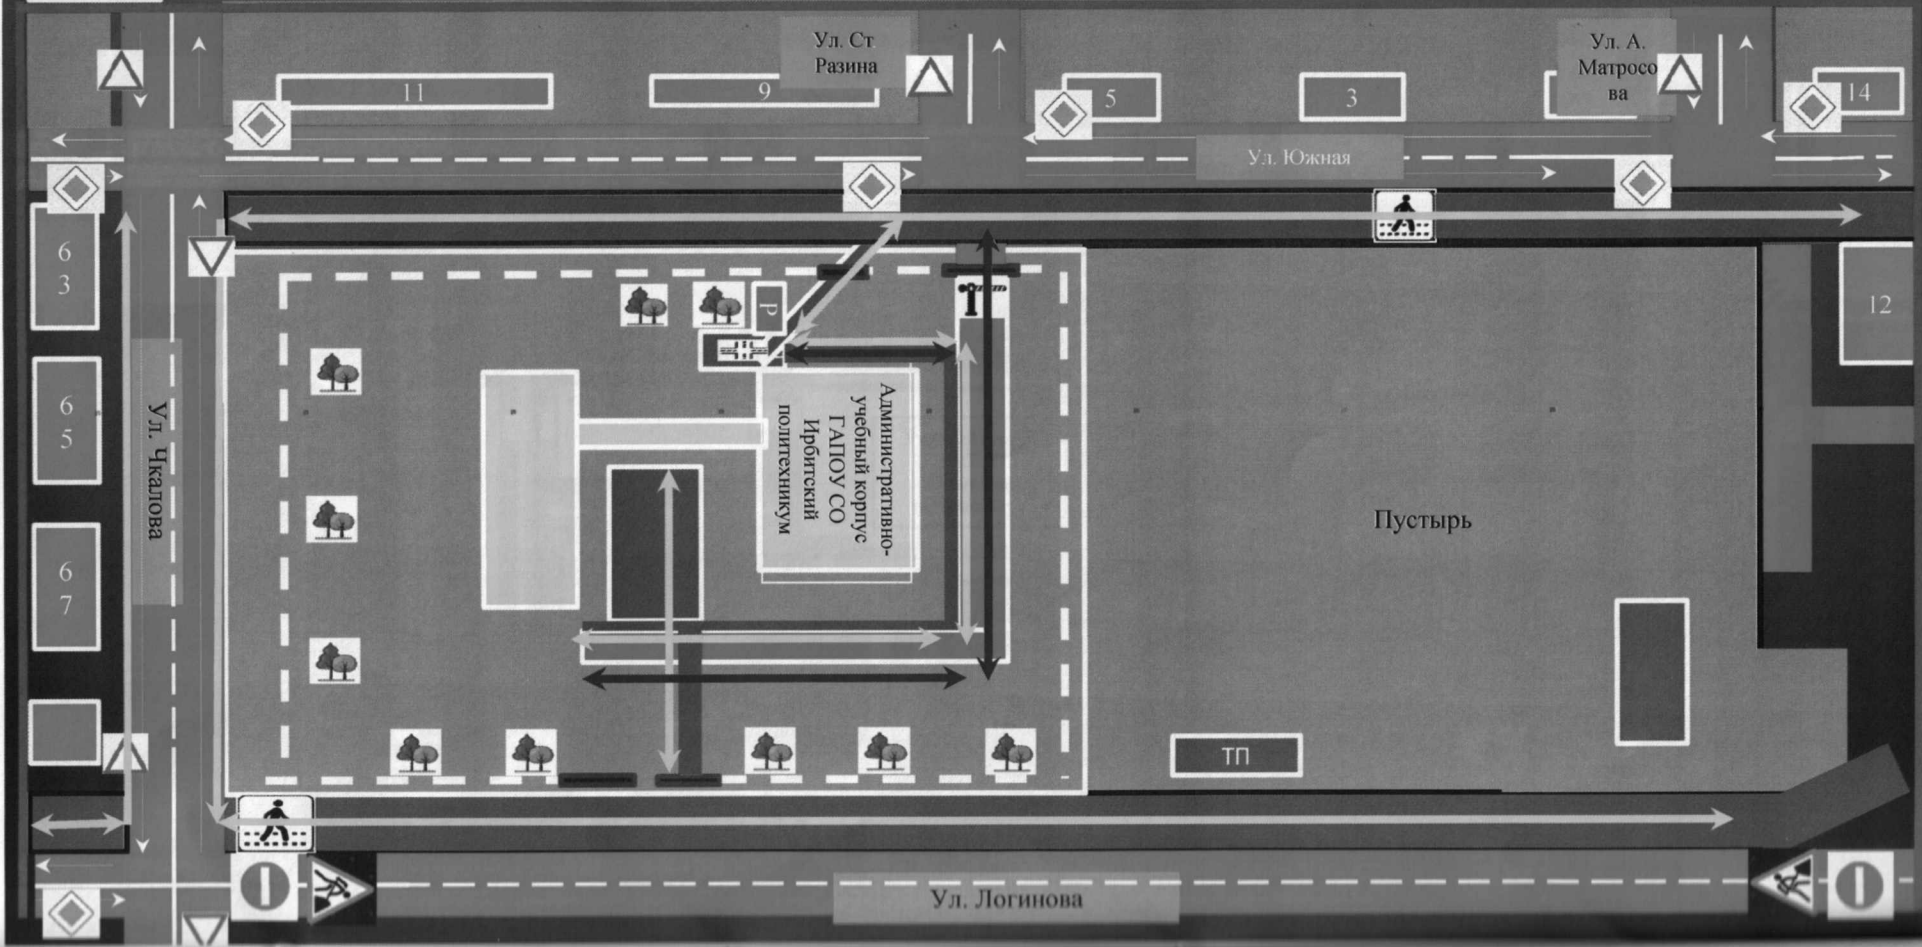 Ул. Ст
Разина
Ул. А.
Матросо
ва
11
9
5
3
14
Ул. Южная
6
3
12
P
6
5
Ул. Чкалова
Административно-
учебный корпус
ГАПОУ СО
Ирбитский
политехникум
Пустырь
6
7
ТП
Ул. Логинова